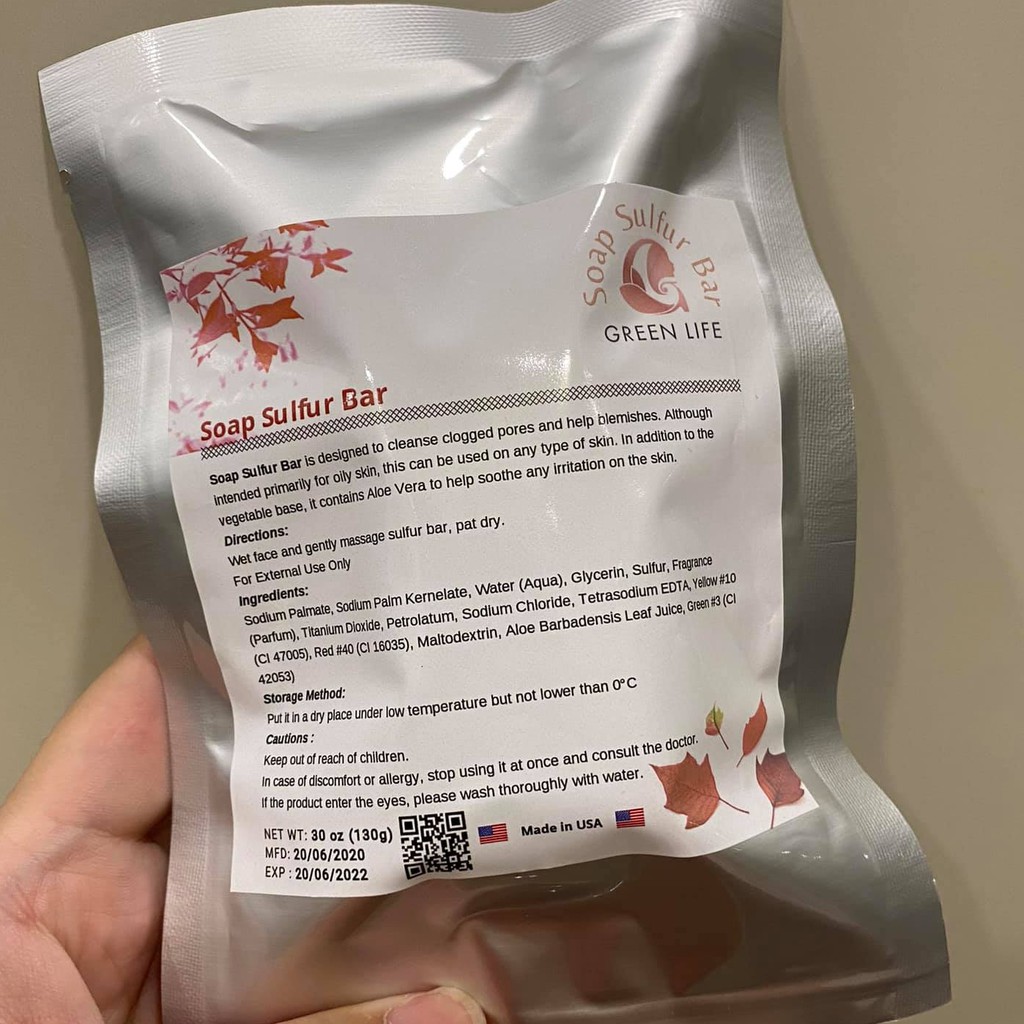 Soap Sulfur Bar
GREEN LIFE
Soap Sulfur Bar
Soap Sulfur Bar is designed to cleanse clogged pores and help blemishes. Although
intended primarily for oily skin, this can be used on any type of skin. In addition to the
vegetable base, it contains Aloe Vera to help soothe any irritation on the skin.
Directions:
Wet face and gently massage sulfur bar, pat dry.
For External Use Only
Ingredients:
Sodium Palmate, Sodium Palm Kernelate, Water (Aqua), Glycerin, Sulfur, Fragrance
(Parfum), Titanium Dioxide, Petrolatum, Sodium Chloride, Tetrasodium EDTA, Yellow #10
(CI 47005), Red #40 (CI 16035), Maltodextrin, Aloe Barbadensis Leaf Juice, Green #3 (CI
42053)
Storage Method:
Put it in a dry place under low temperature but not lower than 0°C
Cautions :
Keep out of reach of children.
In case of discomfort or allergy, stop using it at once and consult the doctor.
If the product enter the eyes, please wash thoroughly with water.
NET WT: 30 oz (130g)
MFD: 20/06/2020
EXP : 20/06/2022
Made in USA